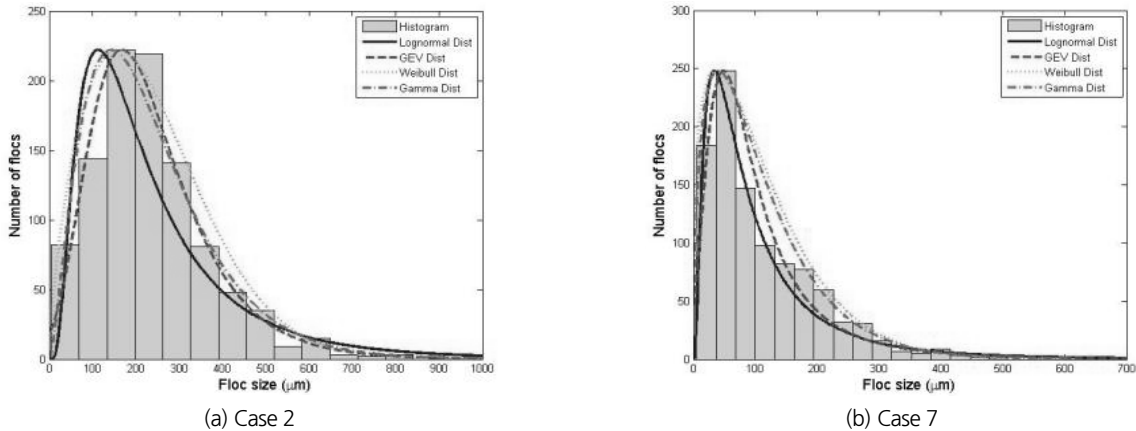 250
200
150
100
50
0
Number of flocs
Histogram
Lognormal Dist
GEV Dist
Weibull Dist
Gamma Dist
0 100 200 300 400 500 600 700 800 900 1000
Floc size (μm)
(a) Case 2
300
250
200
150
100
50
0
Number of flocs
Histogram
Lognormal Dist
GEV Dist
Weibull Dist
Gamma Dist
0 100 200 300 400 500 600 700
Floc size (μm)
(b) Case 7